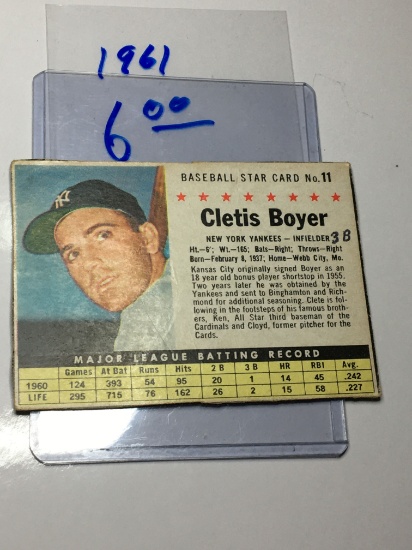 1961
6 00
BASEBALL STAR CARD No. 11
Cletis Boyer
NEW YORK YANKEES — INFIELDER 3B
Ht.—6'; Wt.—165; Bats—Right; Throws—Right
Born—February 8, 1937; Home—Webb City, Mo.
Kansas City originally signed Boyer as an
18 year old bonus player shortstop in 1955.
Two years later he was obtained by the
Yankees and sent to Binghamton and Rich-
mond for additional seasoning. Clete is fol-
lowing in the footsteps of his famous broth-
ers, Ken, All Star third baseman of the
Cardinals and Cloyd, former pitcher for the
Cards.
MAJOR LEAGUE BATTING RECORD
Games At Bat Runs Hits 2 B 3 B HR RBI Avg.
1960 124 393 54 95 20 1 14 45 .242
LIFE 295 715 76 162 26 2 15 58 .227